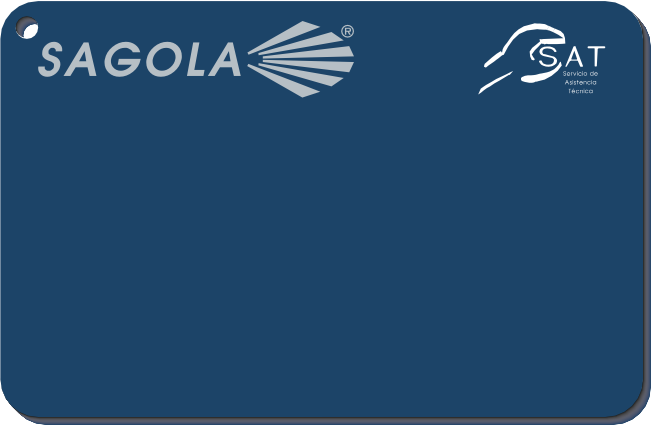 SAGOLA®
SAT
Servicio de
Asistencia
Técnica